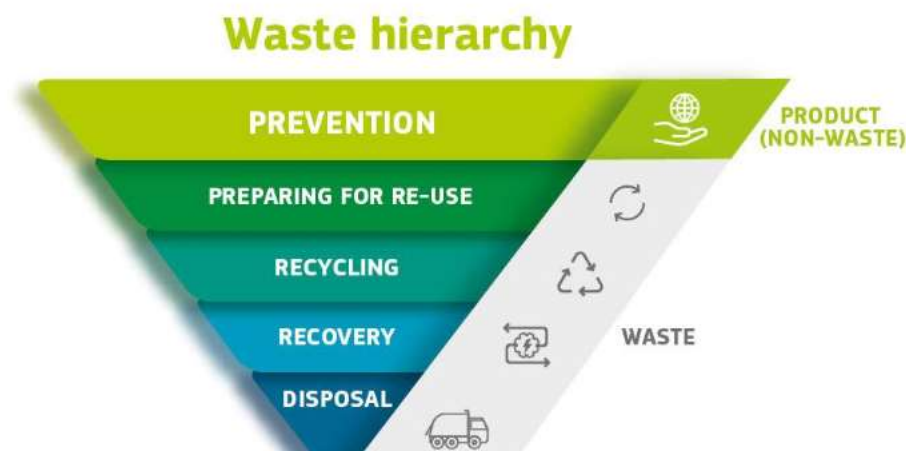 Waste hierarchy
PREVENTION
PRODUCT
(NON-WASTE)
PREPARING FOR RE-USE
RECYCLING
RECOVERY
WASTE
DISPOSAL